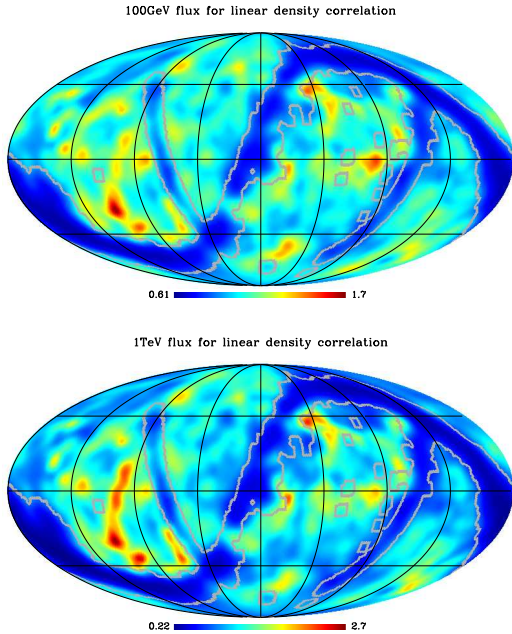 100GeV flux for linear density correlation
0.61 1.7
1TeV flux for linear density correlation
0.22 2.7